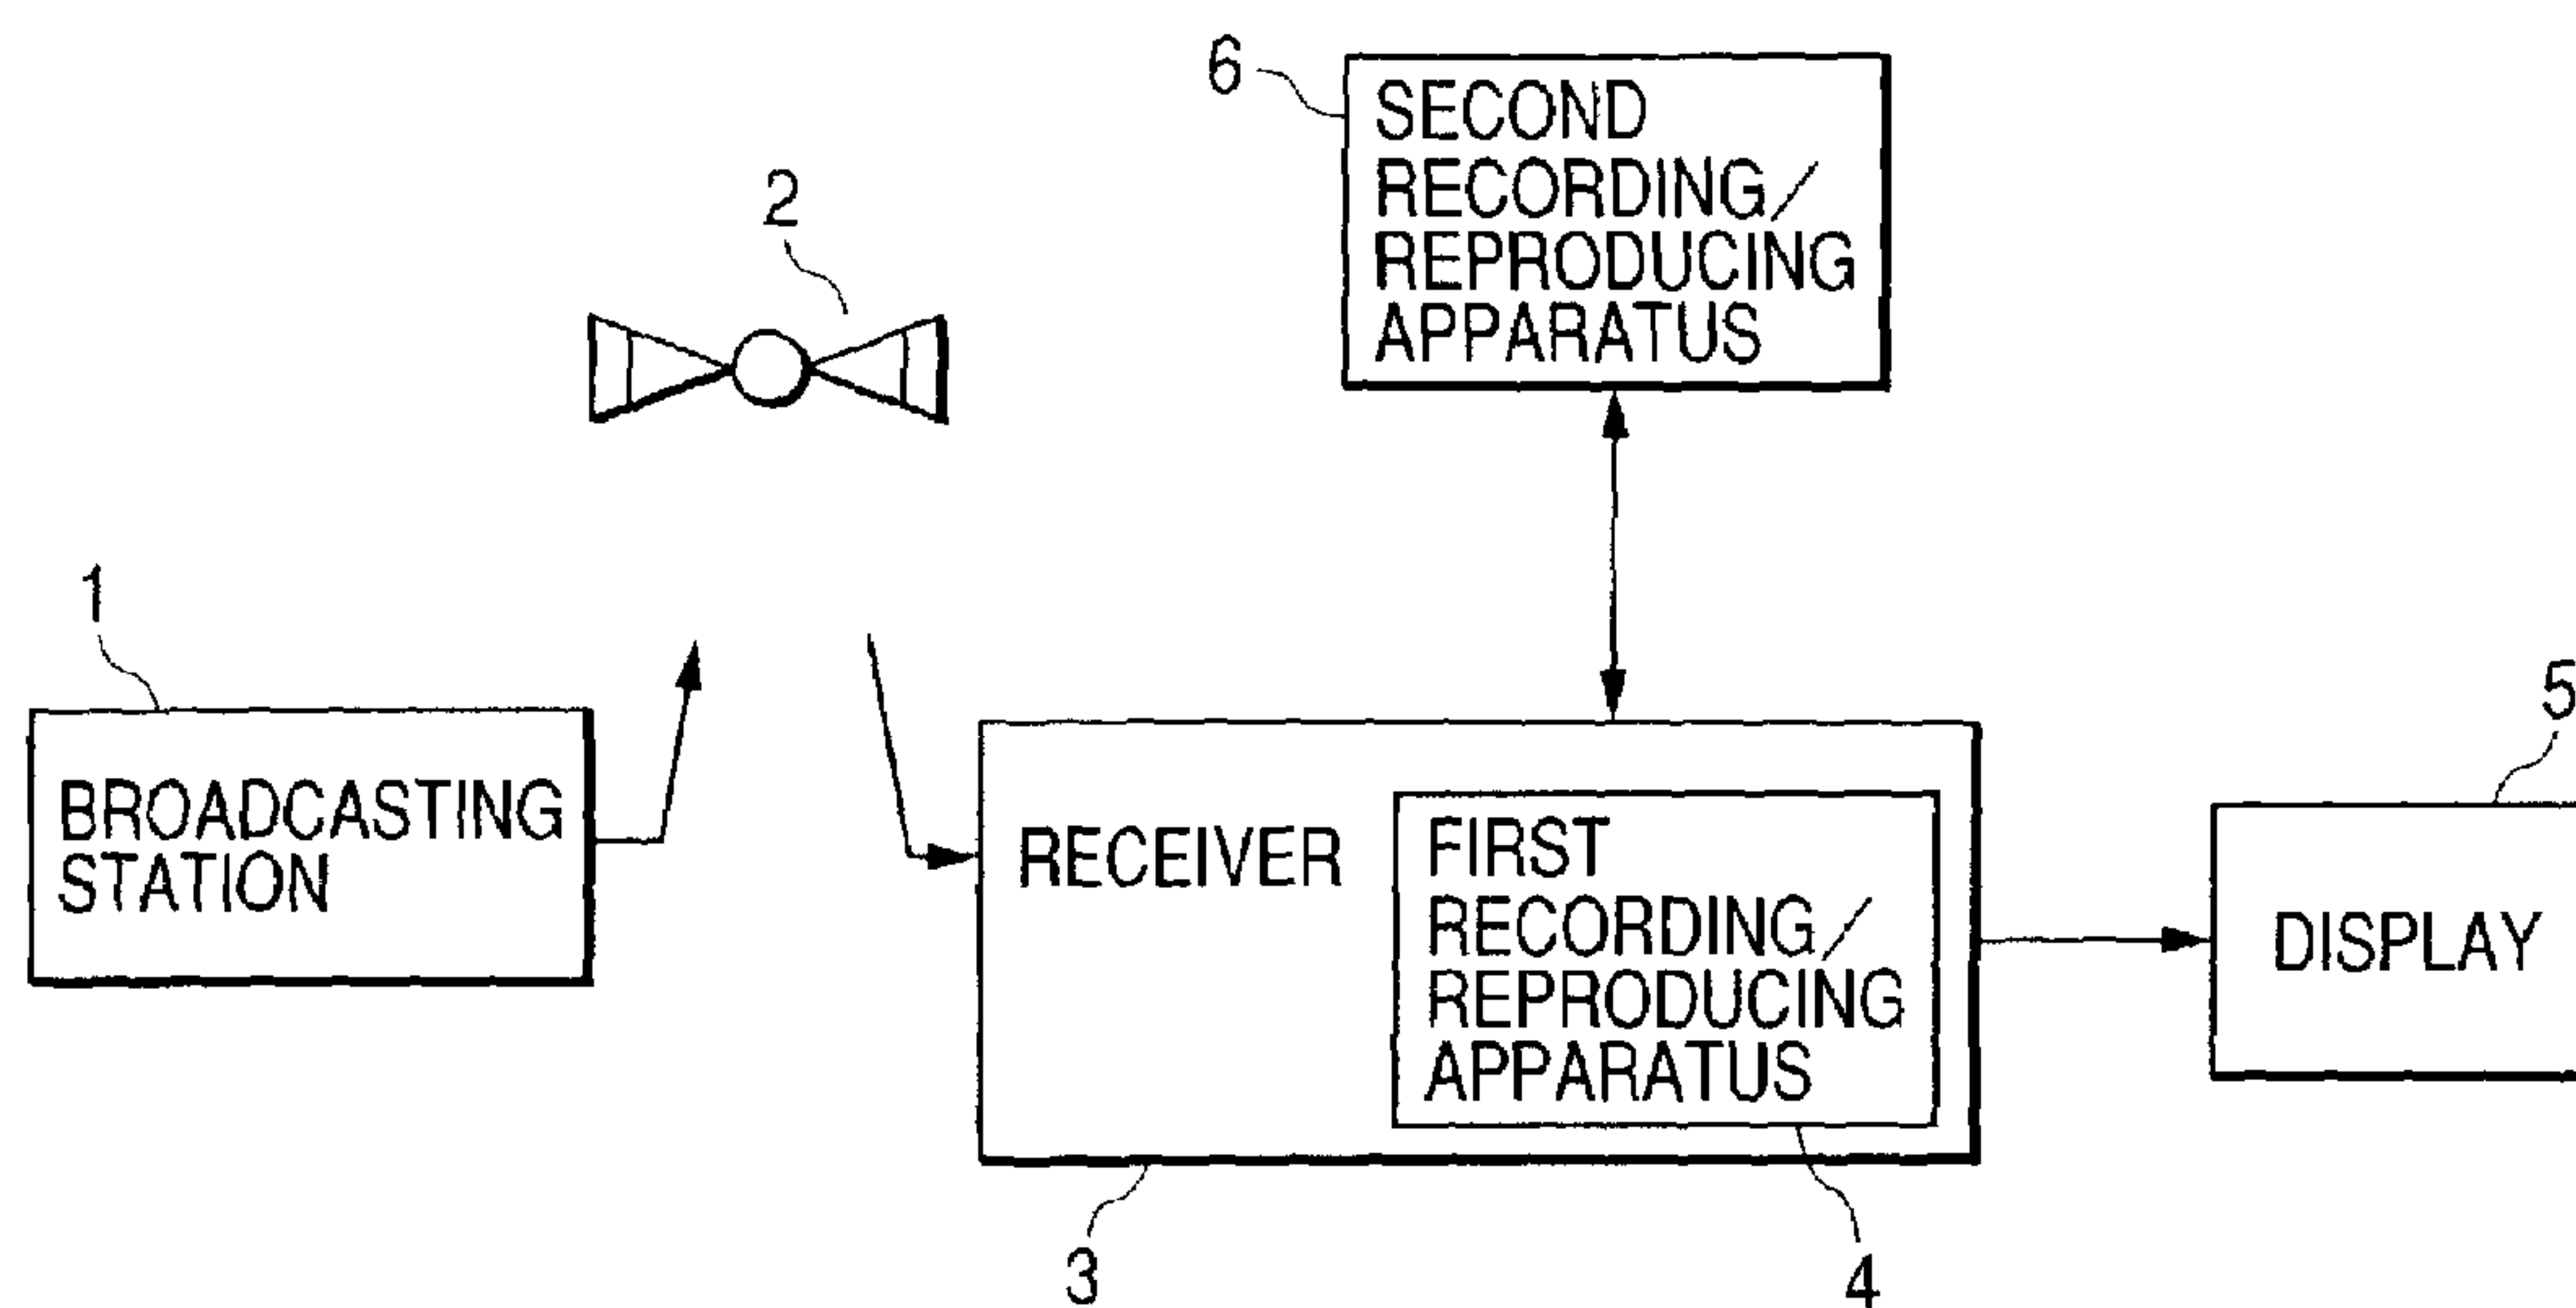 6
SECOND
RECORDING/
REPRODUCING
APPARATUS
2
1
BROADCASTING
STATION
RECEIVER
FIRST
RECORDING/
REPRODUCING
APPARATUS
5
DISPLAY
3
4